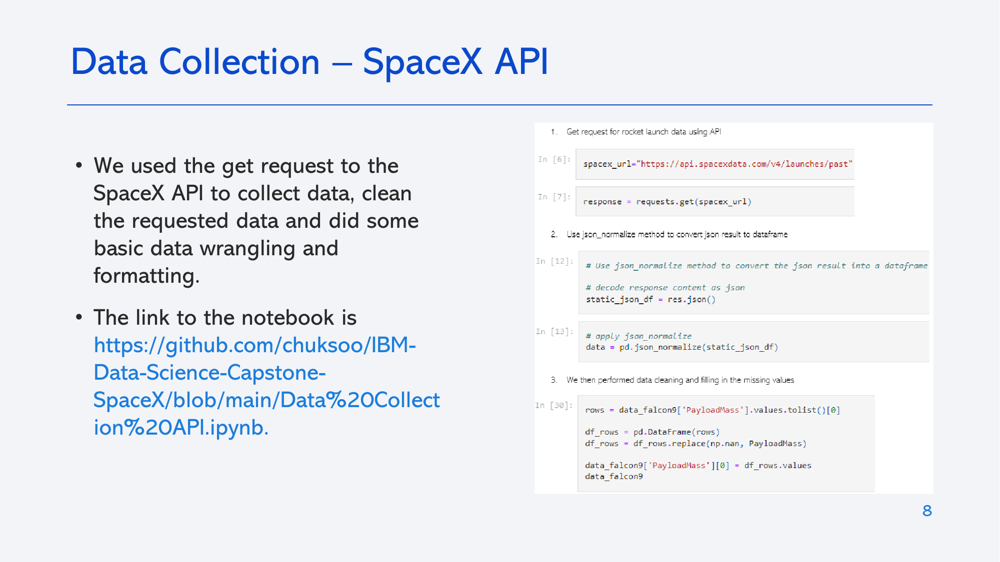 Data Collection – SpaceX API
• We used the get request to the
SpaceX API to collect data, clean
the requested data and did some
basic data wrangling and
formatting.
• The link to the notebook is
https://github.com/chuksoo/IBM-
Data-Science-Capstone-
SpaceX/blob/main/Data%20Collect
ion%20API.ipynb.
1. Get request for rocket launch data using API
In [6]: spacex_url="https://api.spacexdata.com/v4/launches/past"
In [7]: response = requests.get(spacex_url)
2. Use json_normalize method to convert json result to dataframe
In [12]: # Use json_normalize method to convert the json result into a dataframe
# decode response content as json
static_json_df = res.json()
In [13]: # apply json_normalize
data = pd.json_normalize(static_json_df)
3. We then performed data cleaning and filling in the missing values
In [30]: rows = data_falcon9['PayloadMass'].values.tolist()[0]
df_rows = pd.DataFrame(rows)
df_rows = df_rows.replace(np.nan, PayloadMass)
data_falcon9['PayloadMass'][0] = df_rows.values
data_falcon9
8